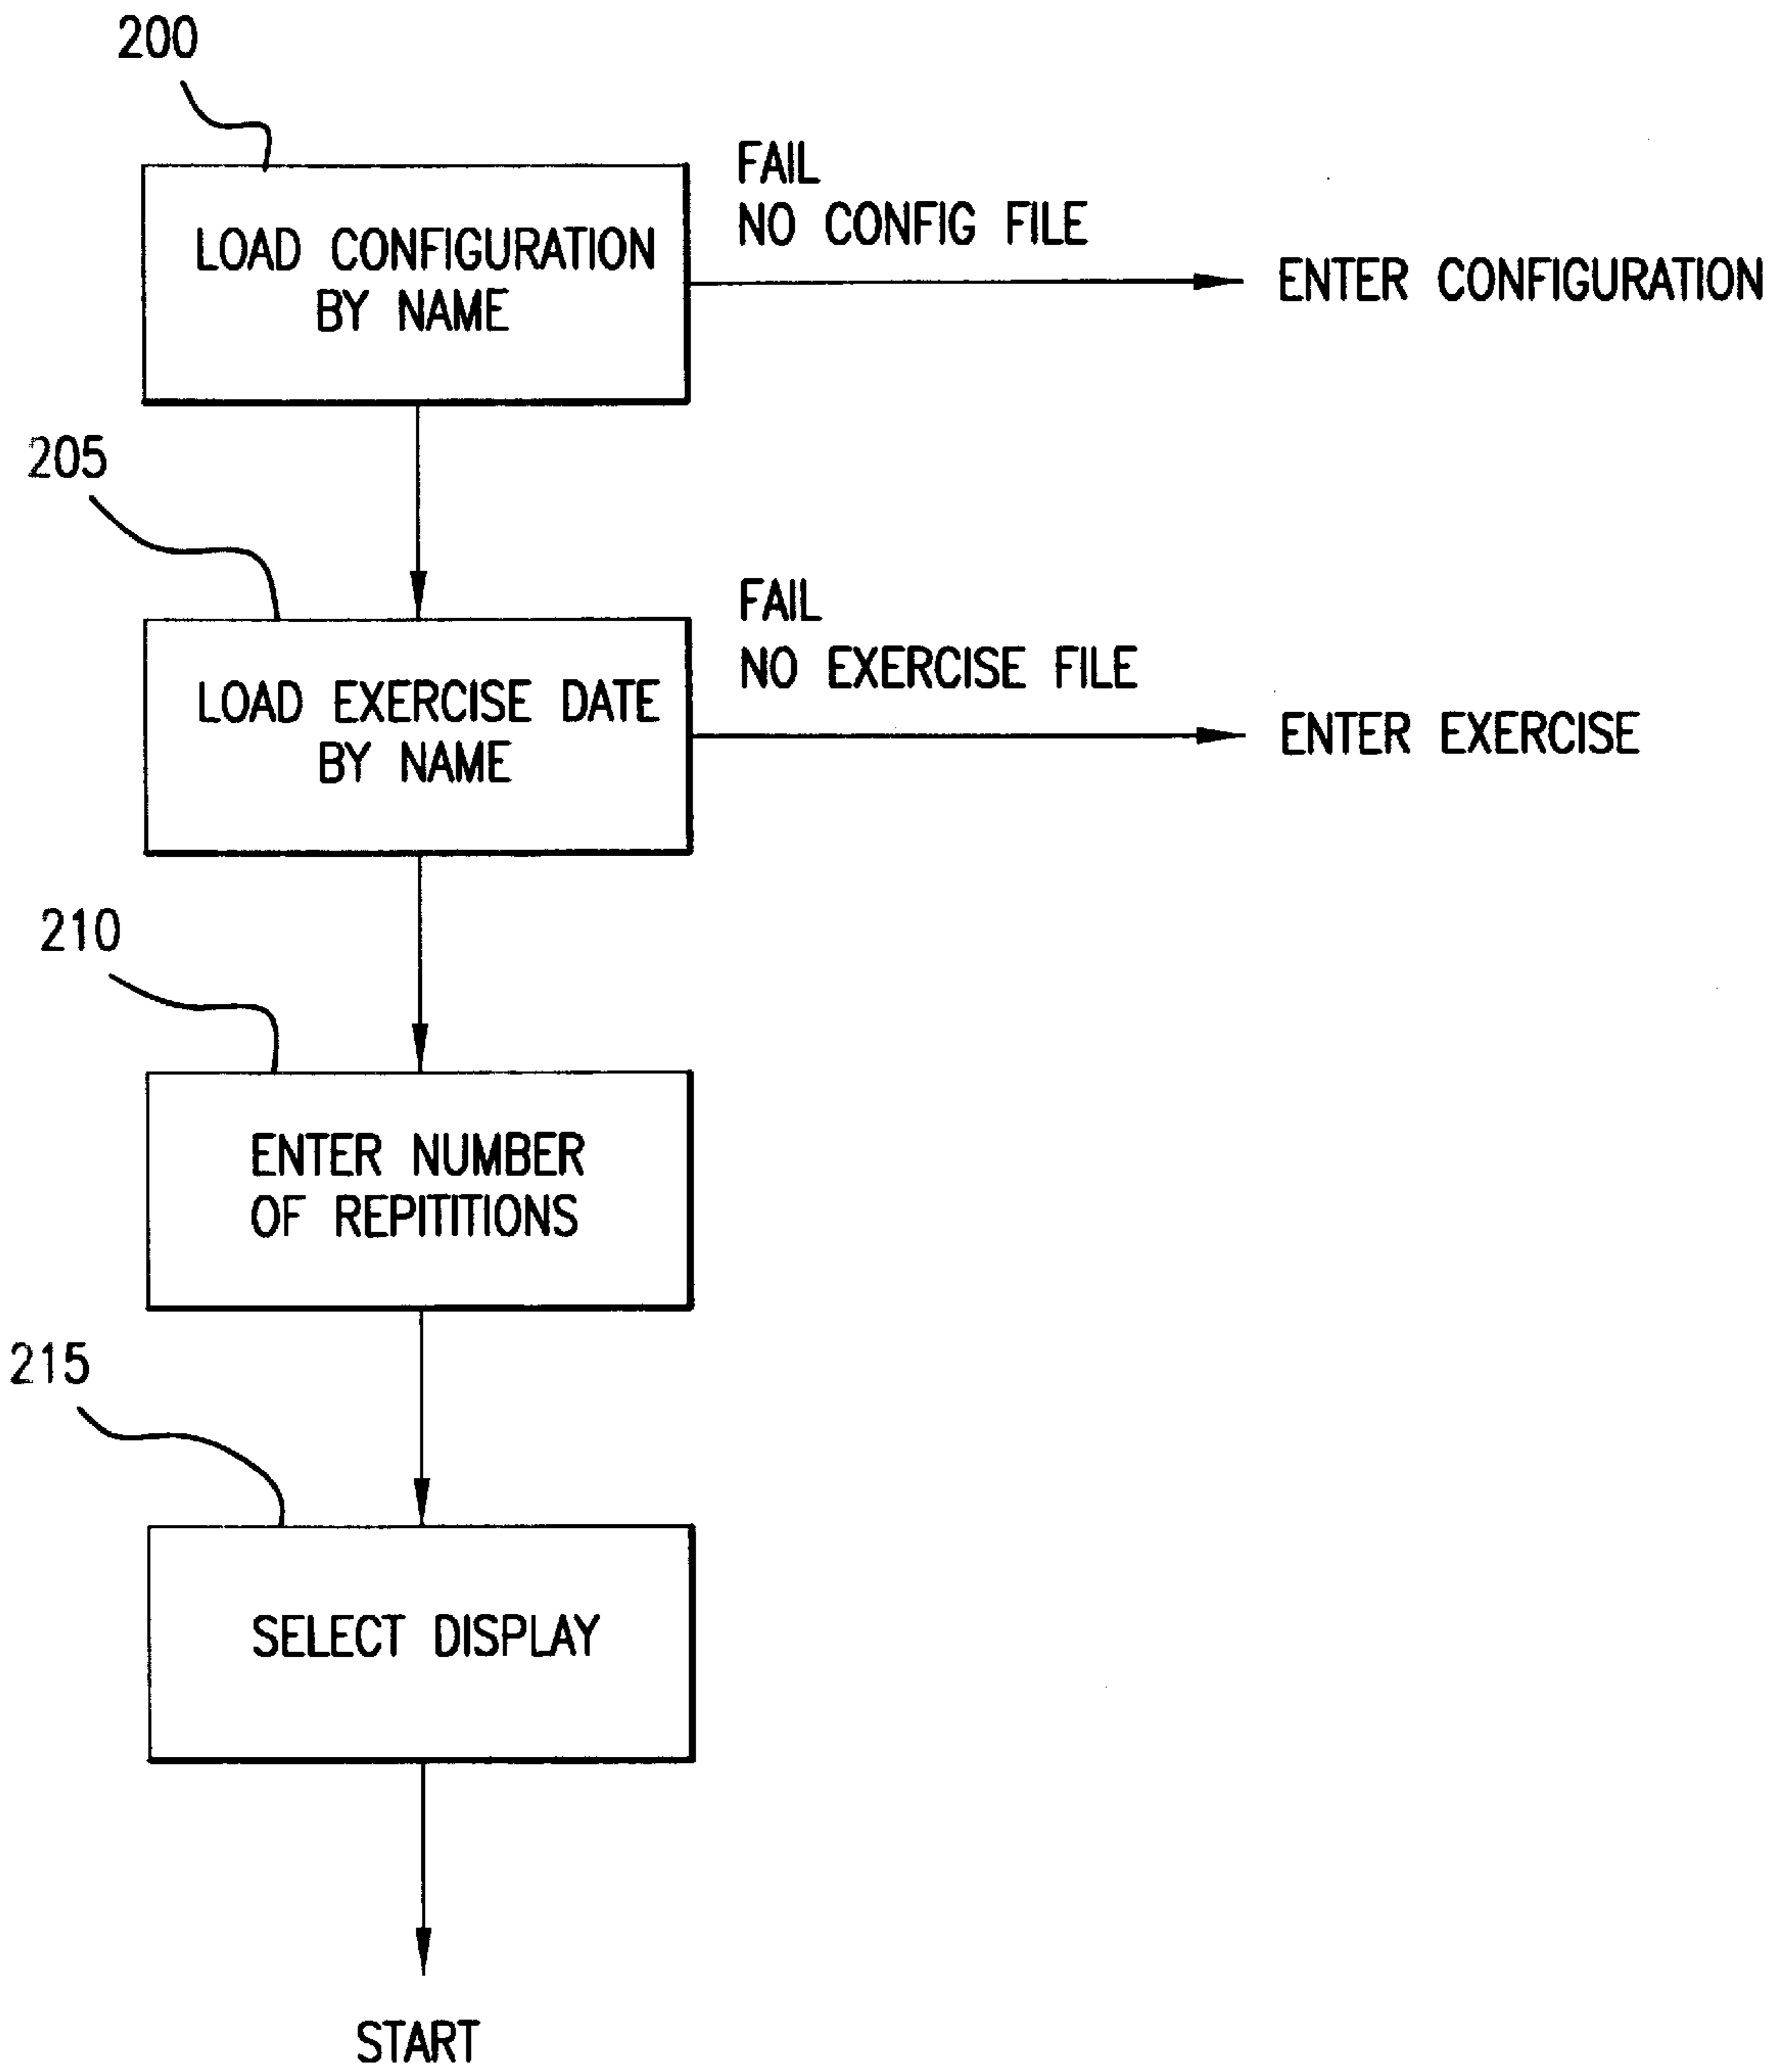 200
LOAD CONFIGURATION
BY NAME
FAIL
NO CONFIG FILE
ENTER CONFIGURATION
205
LOAD EXERCISE DATE
BY NAME
FAIL
NO EXERCISE FILE
ENTER EXERCISE
210
ENTER NUMBER
OF REPITITIONS
215
SELECT DISPLAY
START